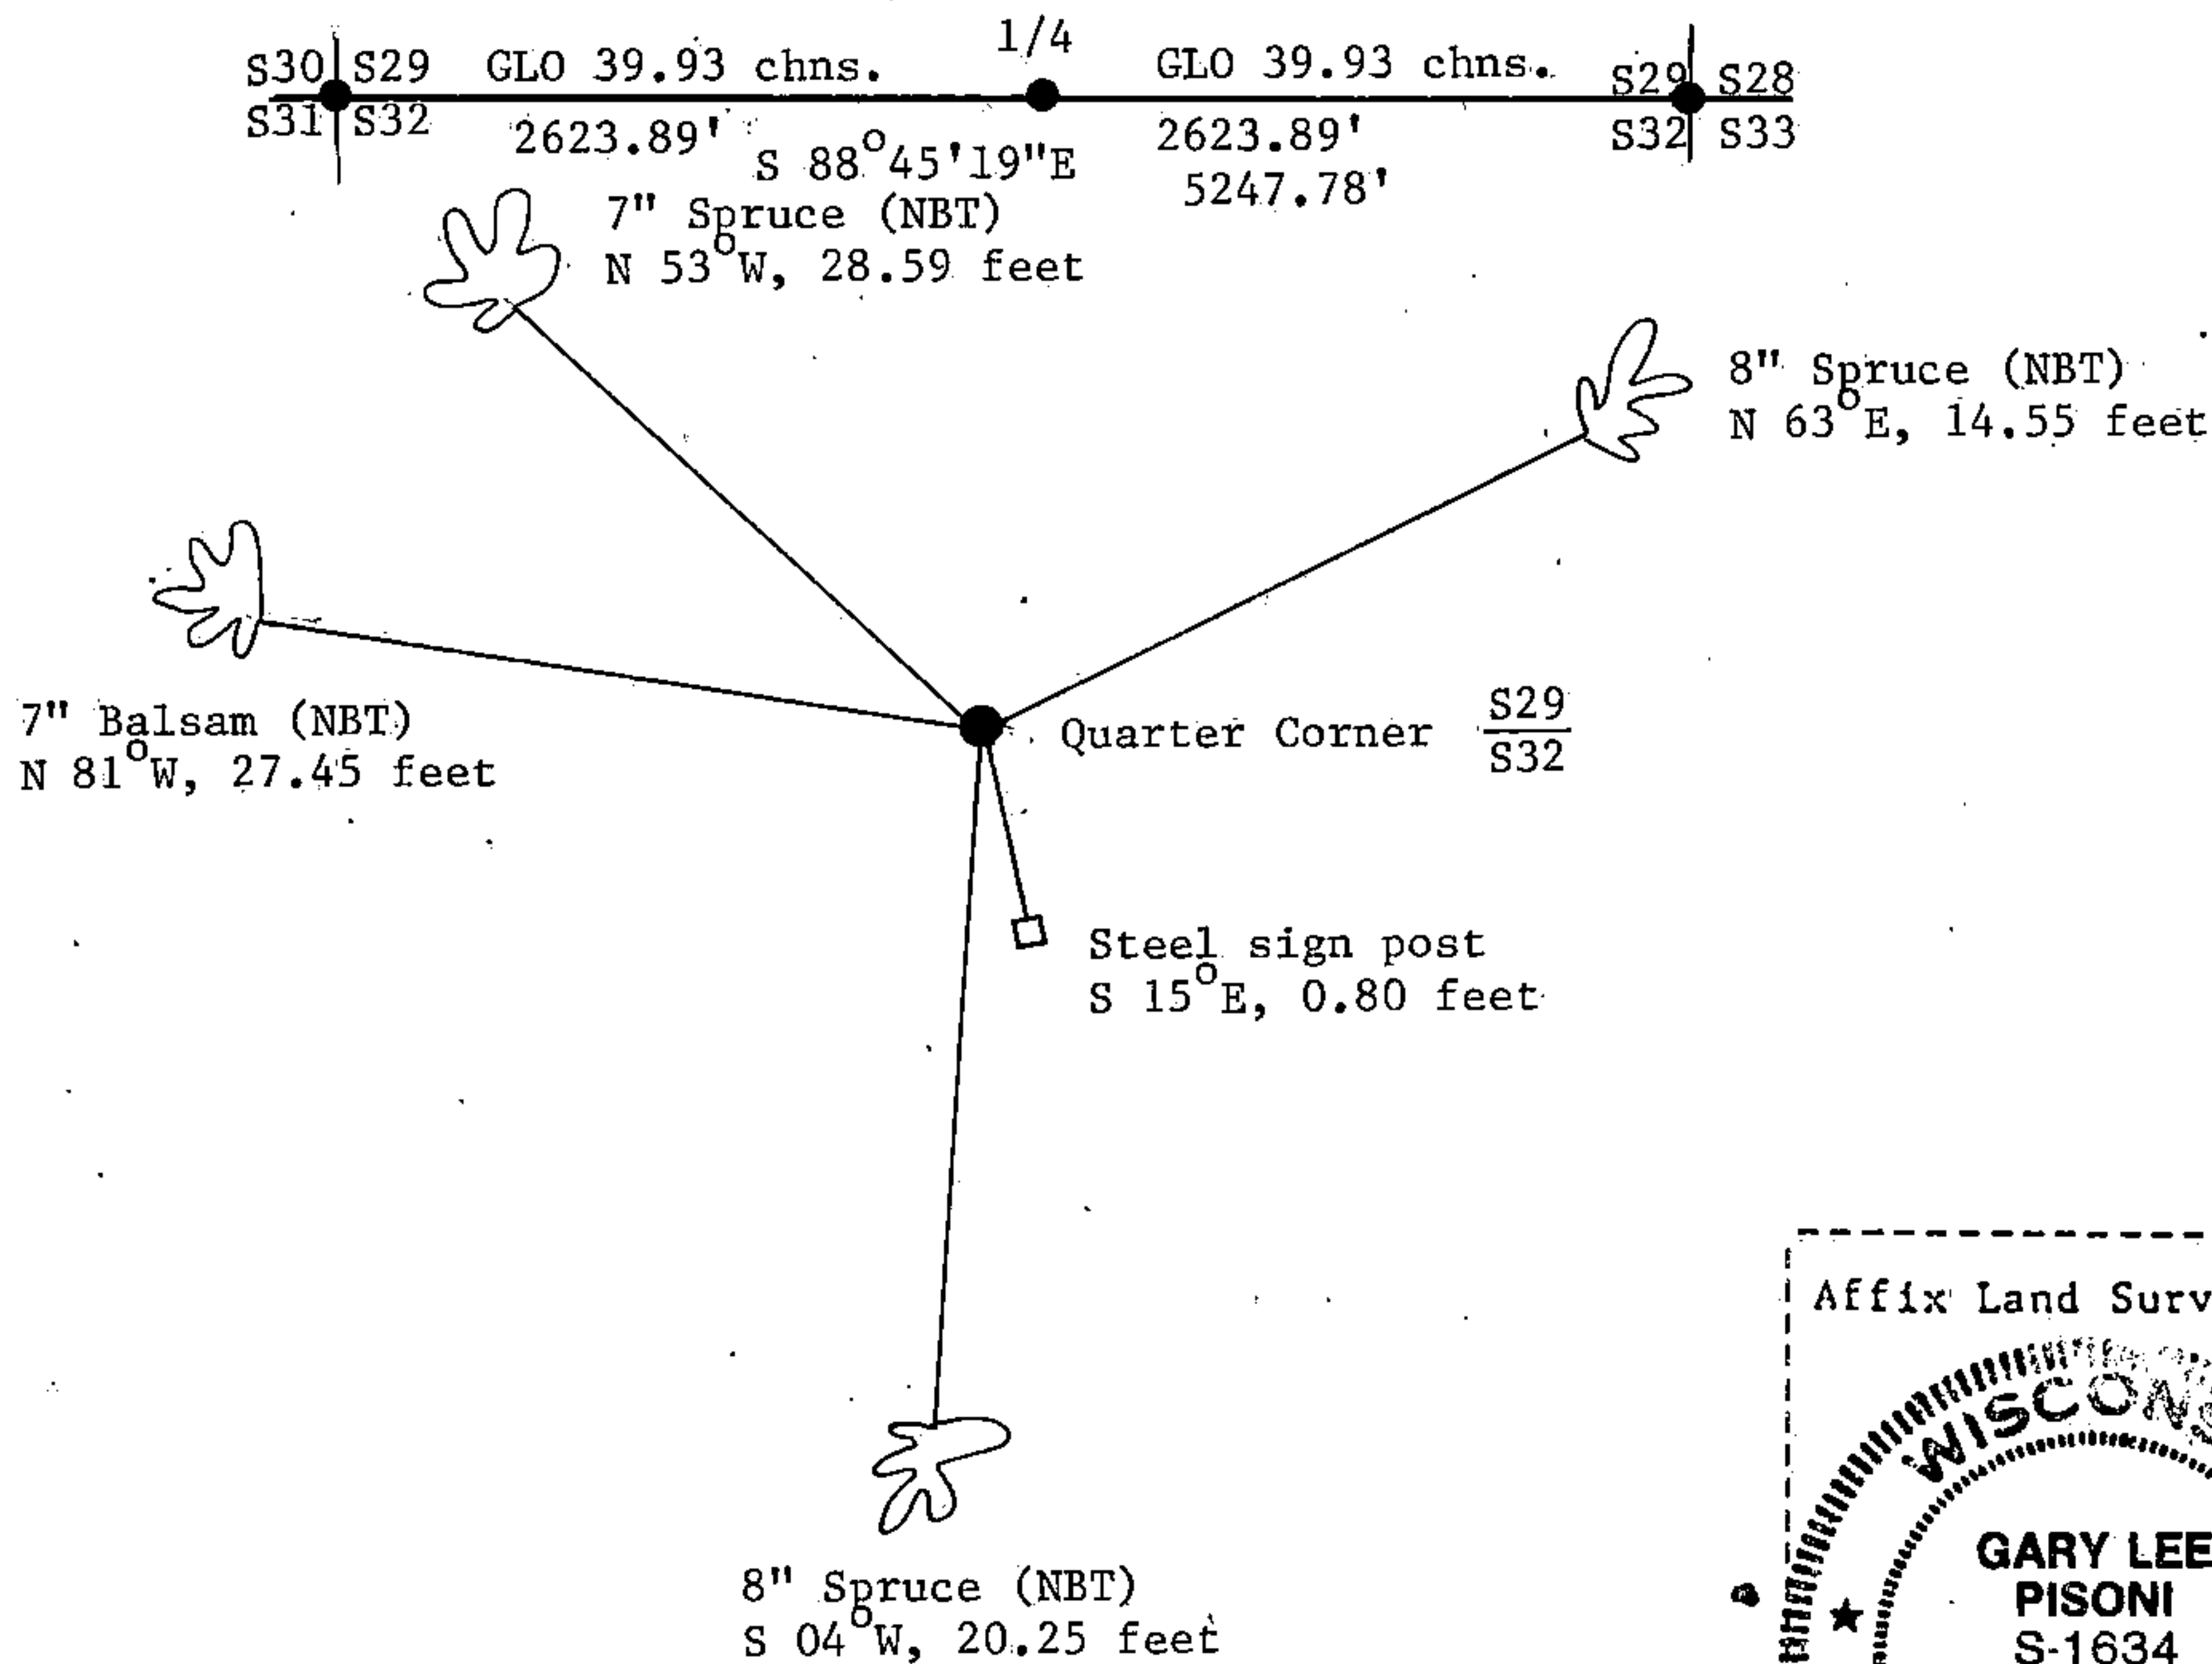 1/4
S30 S29 GLO 39.93 chns. GLO 39.93 chns. S29 S28
S31 S32 2623.89' S 88°45'19"E 2623.89' S32 S33
5247.78'
7" Spruce (NBT)
N 53°W, 28.59 feet
8" Spruce (NBT)
N 63°E, 14.55 feet
7" Balsam (NBT)
N 81°W, 27.45 feet
Quarter Corner S29
S32
Steel sign post
S 15°E, 0.80 feet
8" Spruce (NBT)
S 04°W, 20.25 feet
Affix Land Surv
WISCONS
GARY LEE
PISONI
S-1634